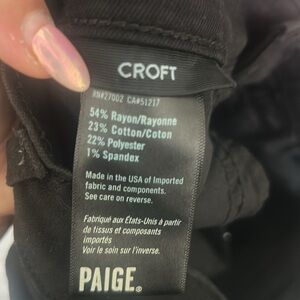 CROFT
RN#27002 CA#51217
54% Rayon/Rayonne
23% Cotton/Coton
22% Polyester
1% Spandex
Made in the USA of Imported
fabric and components.
See care on reverse.
Fabriqué aux États-Unis à partir
de tissus et composants
importés
Voir le soin sur l'inverse.
PAIGE®